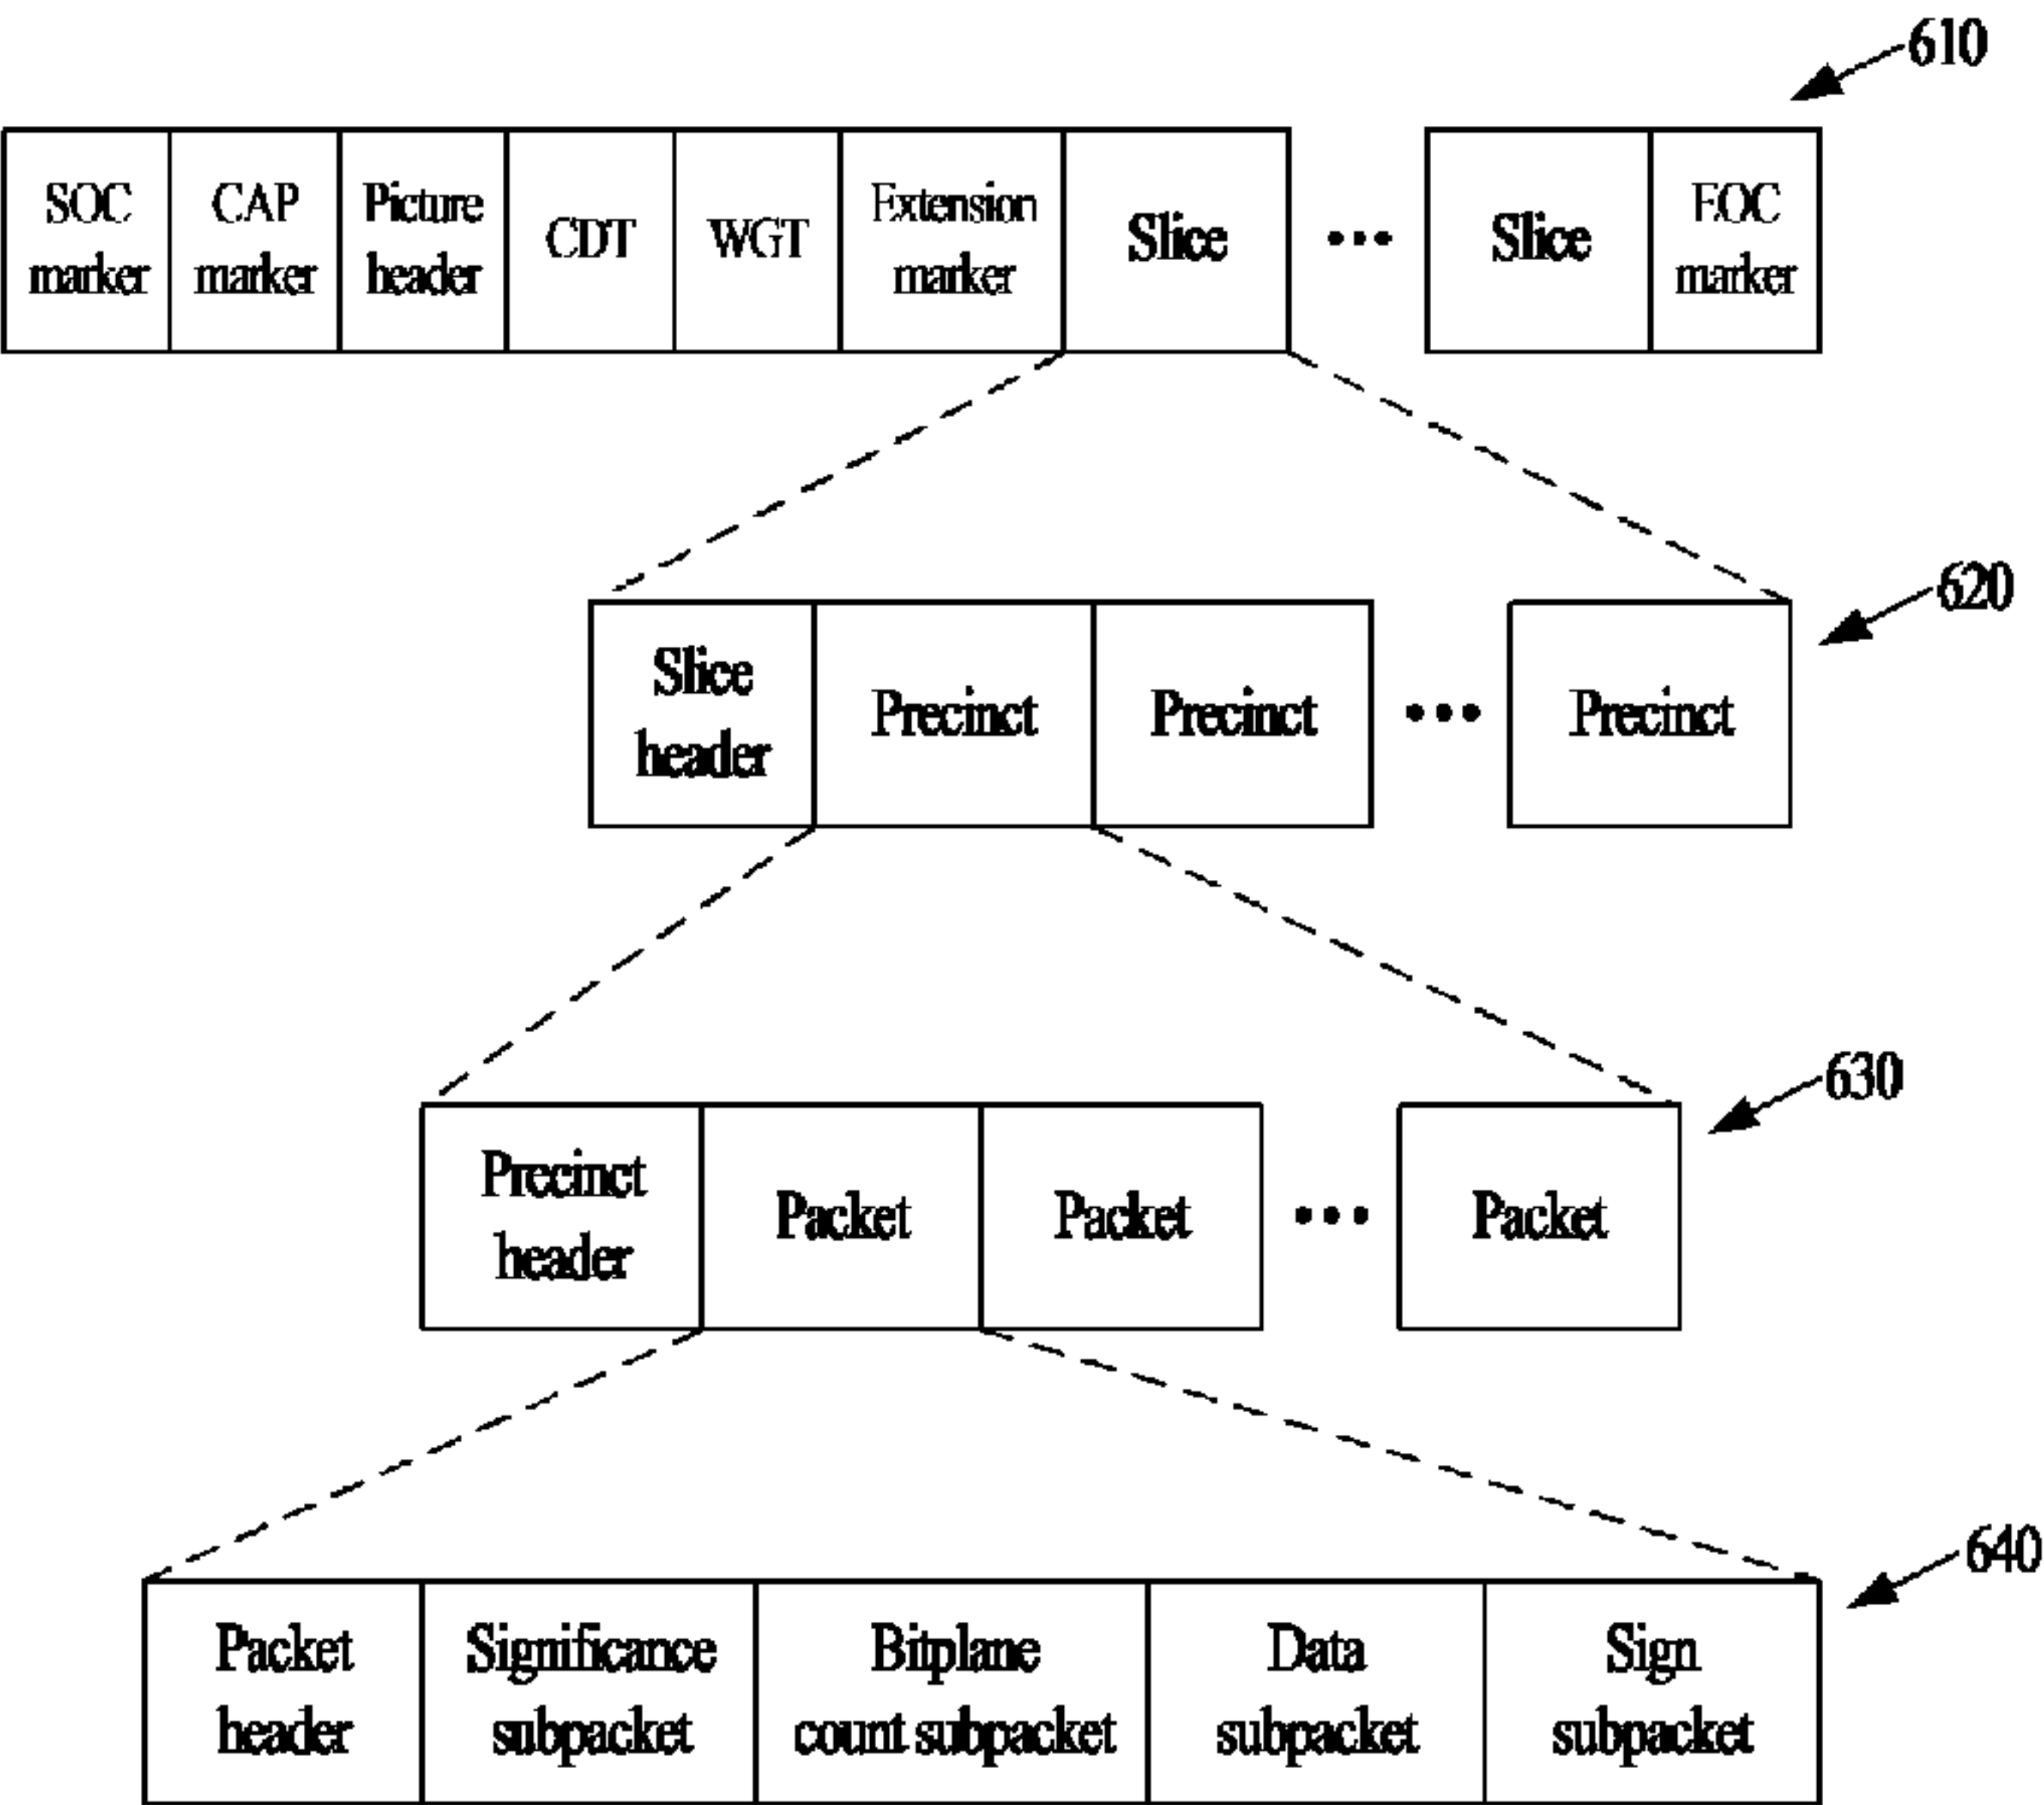 610
SOC marker
CAP marker
Picture header
CDT
WGT
Extension marker
Slice
•••
Slice
EOC marker
620
Slice header
Precinct
Precinct
•••
Precinct
630
Precinct header
Packet
Packet
•••
Packet
640
Packet header
Significance subpacket
Bitplane count subpacket
Data subpacket
Sign subpacket